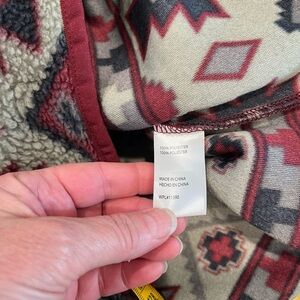 100% POLYESTER
100% POLIESTER
MADE IN CHINA
HECHO EN CHINA